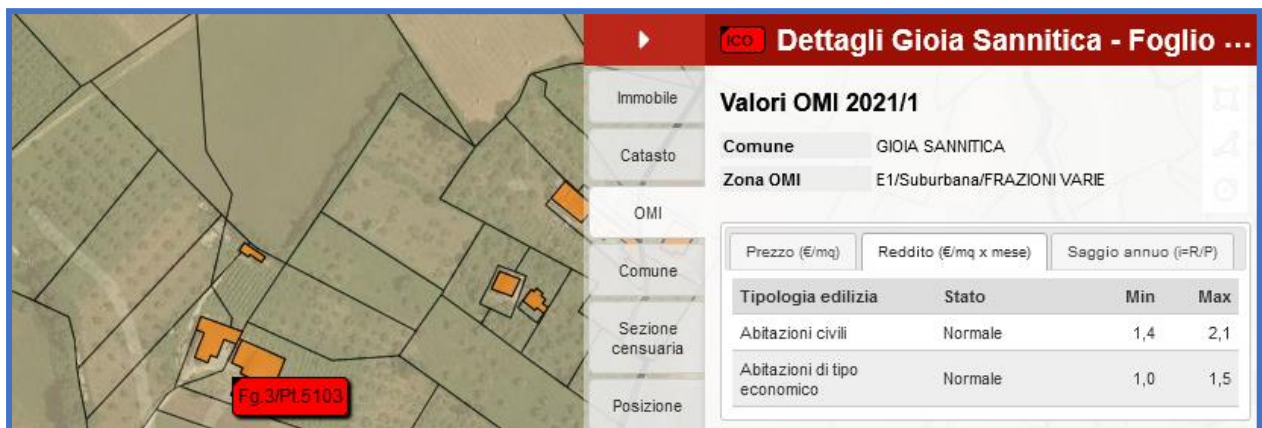 ICO Dettagli Gioia Sannitica - Foglio ...
Immobile
Catasto
OMI
Comune
Sezione
censuaria
Posizione
Valori OMI 2021/1
Comune GIOIA SANNITICA
Zona OMI E1/Suburbana/FRAZIONI VARIE
Prezzo (€/mq) Reddito (€/mq x mese) Saggio annuo (i=R/P)
Tipologia edilizia Stato Min Max
Abitazioni civili Normale 1,4 2,1
Abitazioni di tipo
economico Normale 1,0 1,5
Fg.3/Pt.5103